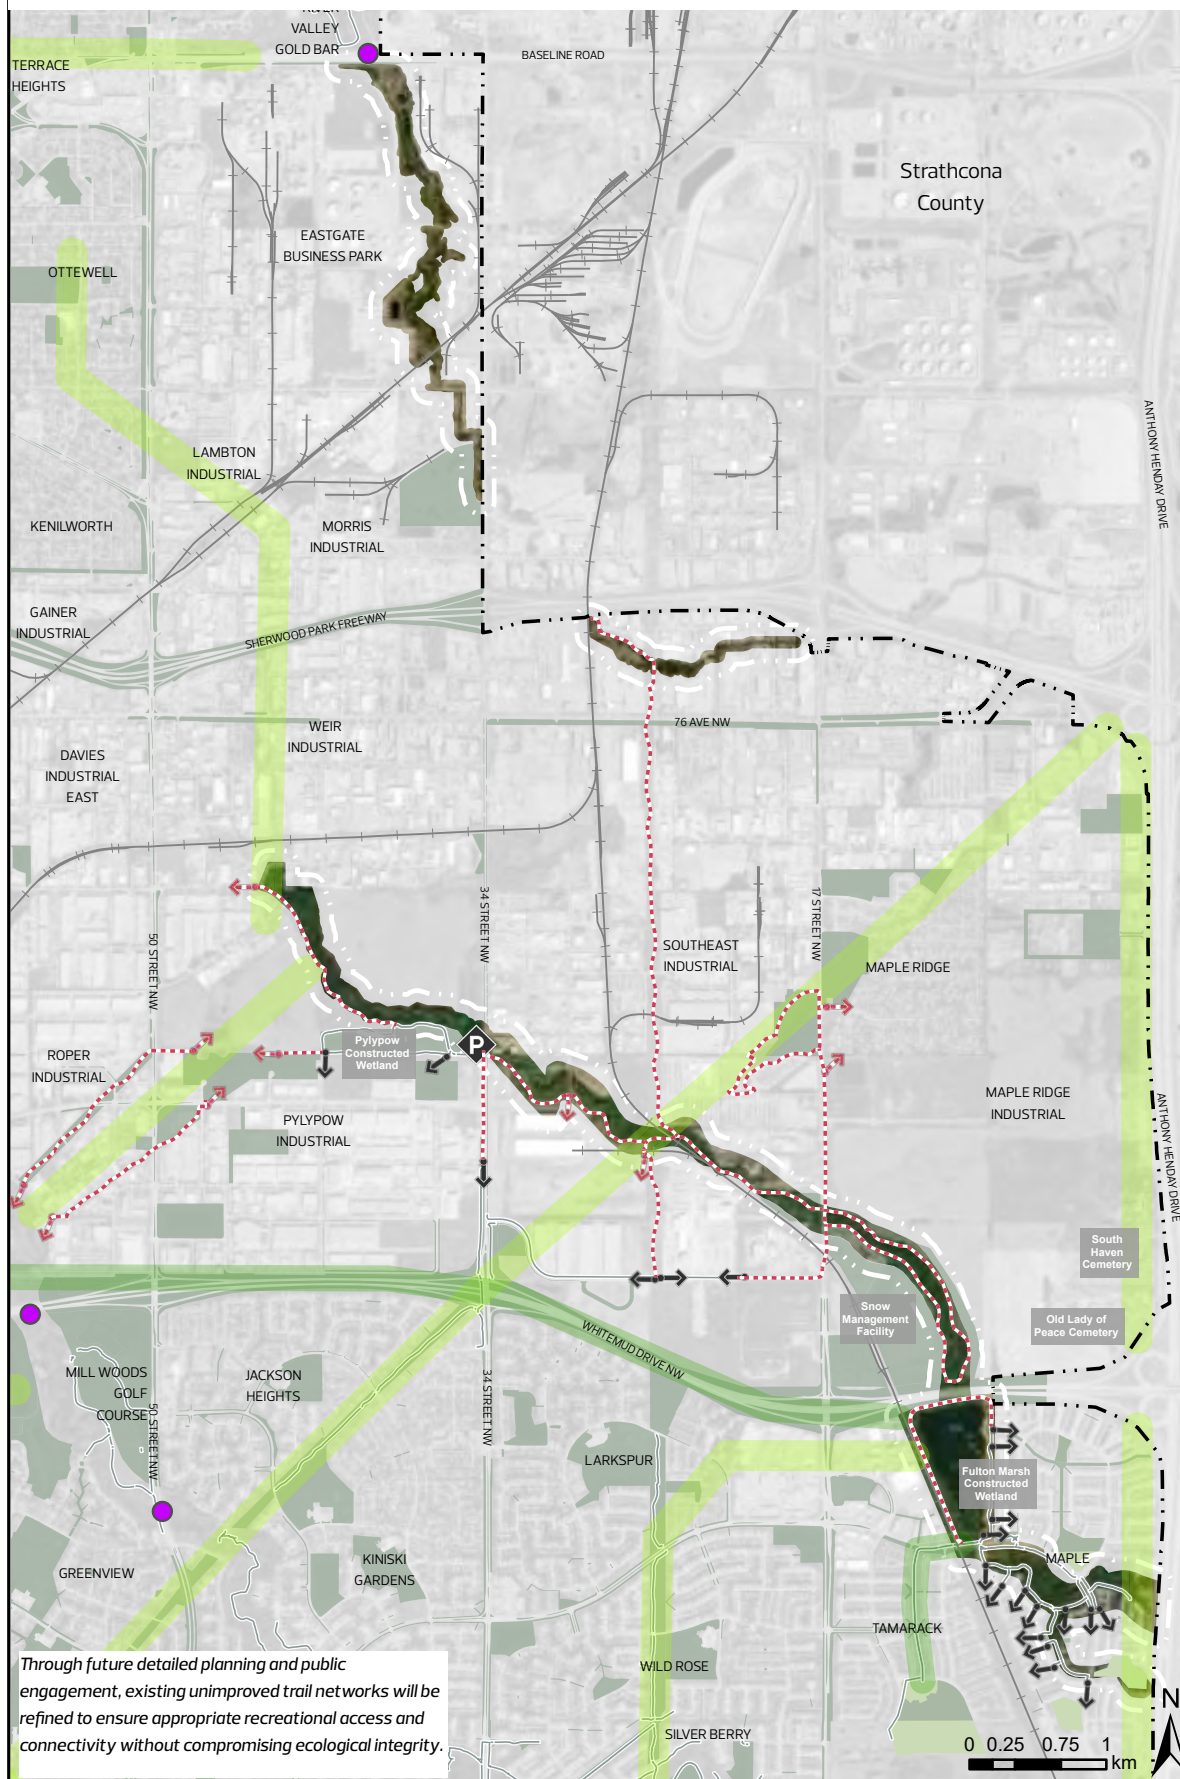 RIVER
VALLEY
GOLD BAR
BASELINE ROAD
TERRACE
HEIGHTS
Strathcona
County
EASTGATE
BUSINESS PARK
OTTEWELL
ANTHONY HENDAY DRIVE
LAMBTON
INDUSTRIAL
KENILWORTH
MORRIS
INDUSTRIAL
GAINER
INDUSTRIAL
SHERWOOD PARK FREEWAY
76 AVE NW
WEIR
INDUSTRIAL
DAVIES
INDUSTRIAL
EAST
34 STREET NW
17 STREET NW
50 STREET NW
SOUTHEAST
INDUSTRIAL
MAPLE RIDGE
P
Pylypow
Constructed
Wetland
ROPER
INDUSTRIAL
PYLYPOW
INDUSTRIAL
MAPLE RIDGE
INDUSTRIAL
ANTHONY HENDAY DRIVE
South
Haven
Cemetery
Snow
Management
Facility
Old Lady of
Peace Cemetery
WHITEMUD DRIVE NW
MILL WOODS
GOLF
COURSE
JACKSON
HEIGHTS
50 STREET NW
34 STREET NW
LARKSPUR
Fulton Marsh
Constructed
Wetland
MAPLE
GREENVIEW
KINISKI
GARDENS
TAMARACK
WILD ROSE
SILVER BERRY
Through future detailed planning and public
engagement, existing unimproved trail networks will be
refined to ensure appropriate recreational access and
connectivity without compromising ecological integrity.
N
0 0.25 0.75 1
km